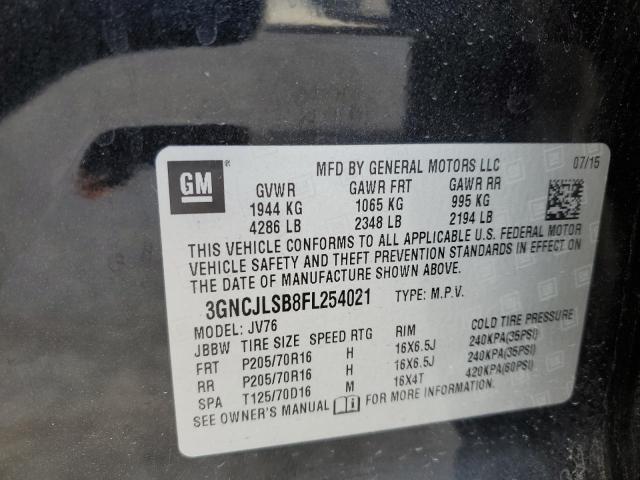 GM
MFD BY GENERAL MOTORS LLC 07/15
GVWR GAWR FRT GAWR RR
1944 KG 1065 KG 995 KG
4286 LB 2348 LB 2194 LB
THIS VEHICLE CONFORMS TO ALL APPLICABLE U.S. FEDERAL MOTOR
VEHICLE SAFETY AND THEFT PREVENTION STANDARDS IN EFFECT ON
THE DATE OF MANUFACTURE SHOWN ABOVE.
3GNCJLSB8FL254021 TYPE: M.P.V.
MODEL: JV76
JBBW TIRE SIZE SPEED RTG RIM COLD TIRE PRESSURE
FRT P205/70R16 H 16X6.5J 240KPA(35PSI)
RR P205/70R16 H 16X6.5J 240KPA(35PSI)
SPA T125/70D16 M 16X4T 420KPA(60PSI)
SEE OWNER'S MANUAL FOR MORE INFORMATION.